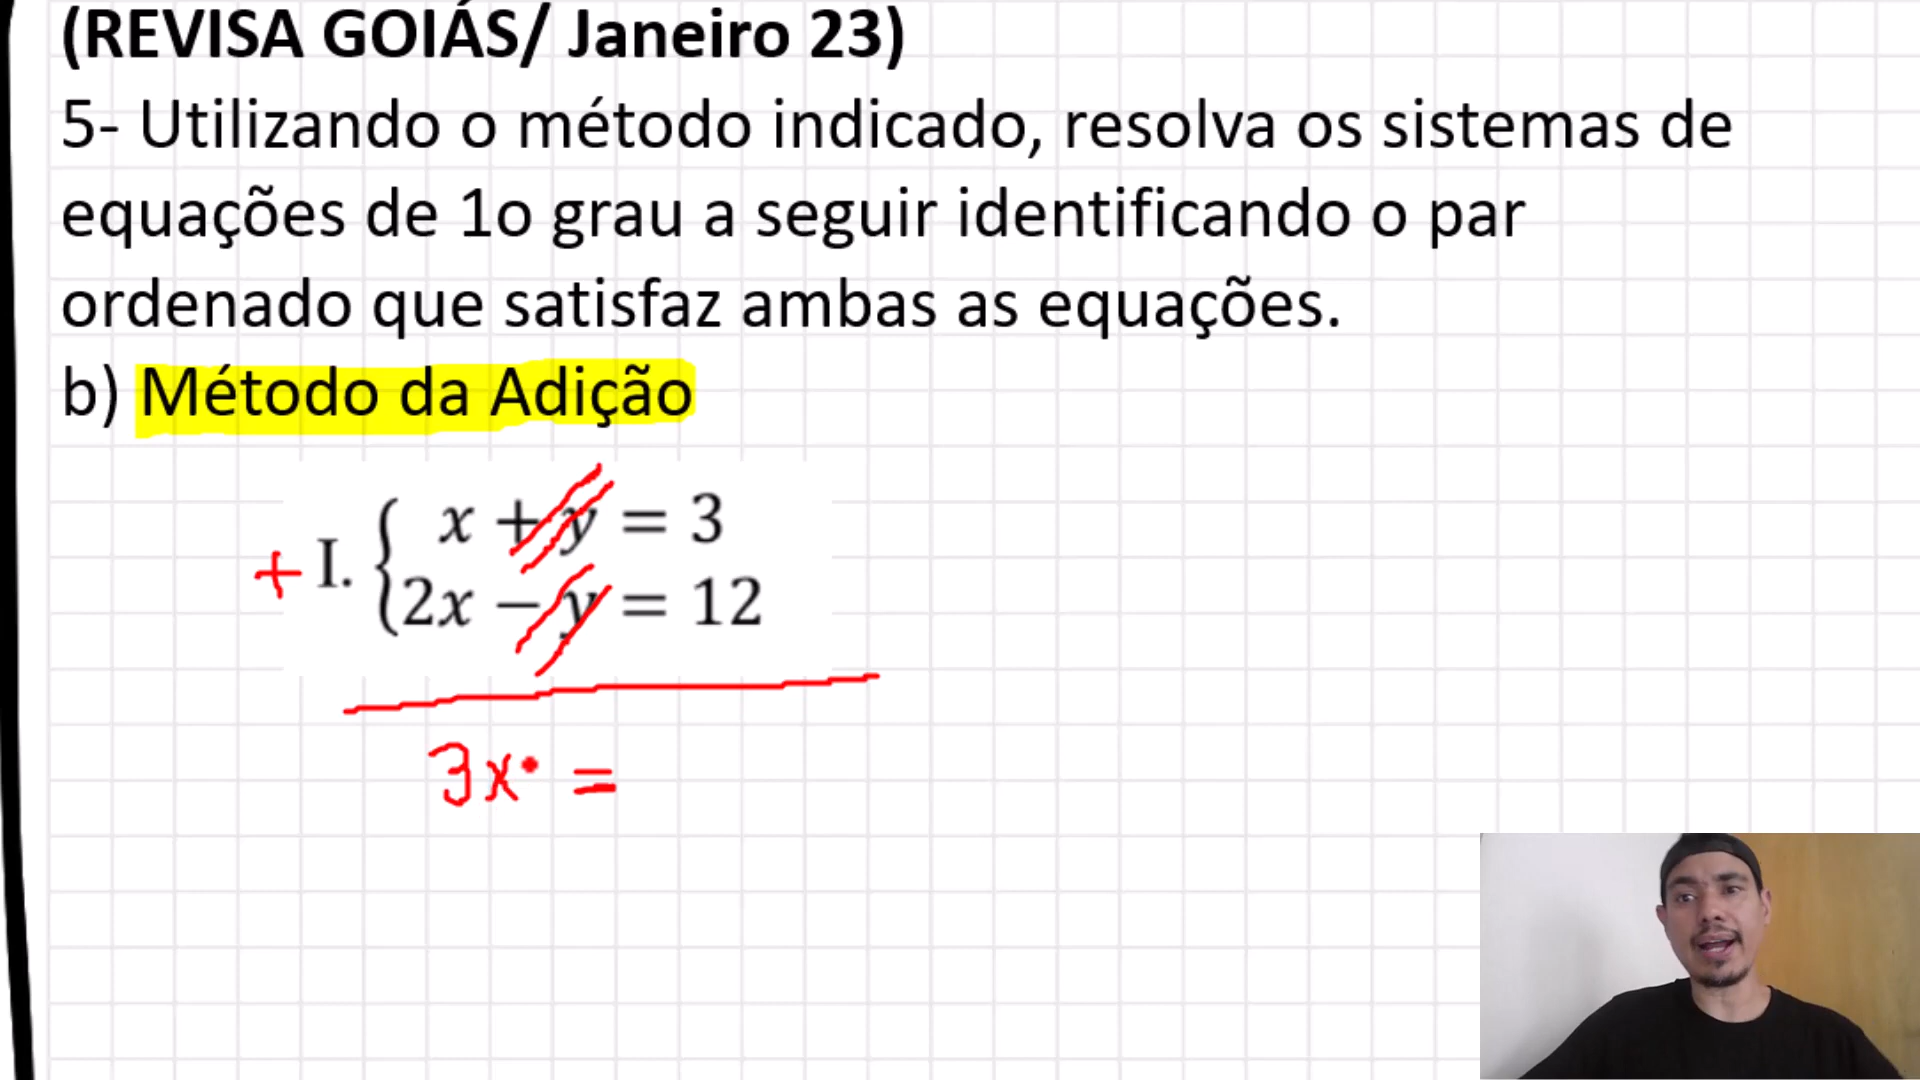 (REVISA GOIÁS/ Janeiro 23)
5- Utilizando o método indicado, resolva os sistemas de
equações de 1o grau a seguir identificando o par
ordenado que satisfaz ambas as equações.
b) Método da Adição
x + y = 3
+ I. {
2x − y = 12
3x =